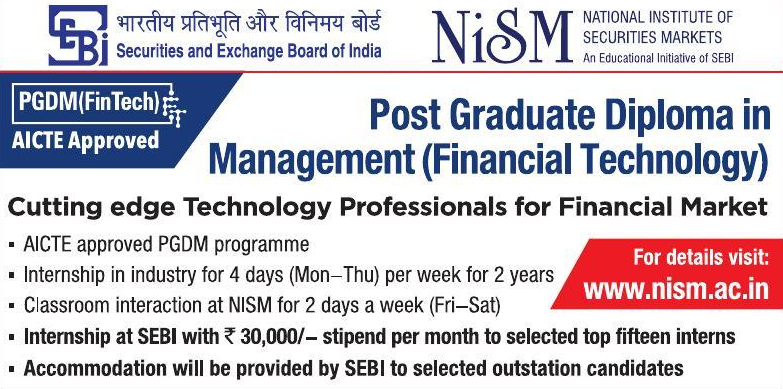 SEBI
भारतीय प्रतिभूति और विनिमय बोर्ड
Securities and Exchange Board of India
NiSM
NATIONAL INSTITUTE OF
SECURITIES MARKETS
An Educational Initiative of SEBI
PGDM(FinTech)
AICTE Approved
Post Graduate Diploma in
Management (Financial Technology)
Cutting edge Technology Professionals for Financial Market
▪ AICTE approved PGDM programme
▪ Internship in industry for 4 days (Mon–Thu) per week for 2 years
▪ Classroom interaction at NISM for 2 days a week (Fri–Sat)
For details visit:
www.nism.ac.in
▪ Internship at SEBI with ₹ 30,000/– stipend per month to selected top fifteen interns
▪ Accommodation will be provided by SEBI to selected outstation candidates